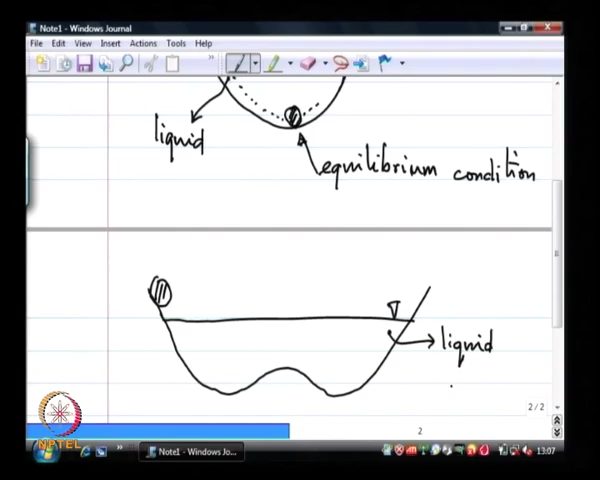 Note1 - Windows Journal
File Edit View Insert Actions Tools Help
liquid
equilibrium condition
liquid
2 / 2
2
NPTEL
Note1 - Windows Jo...
13:07